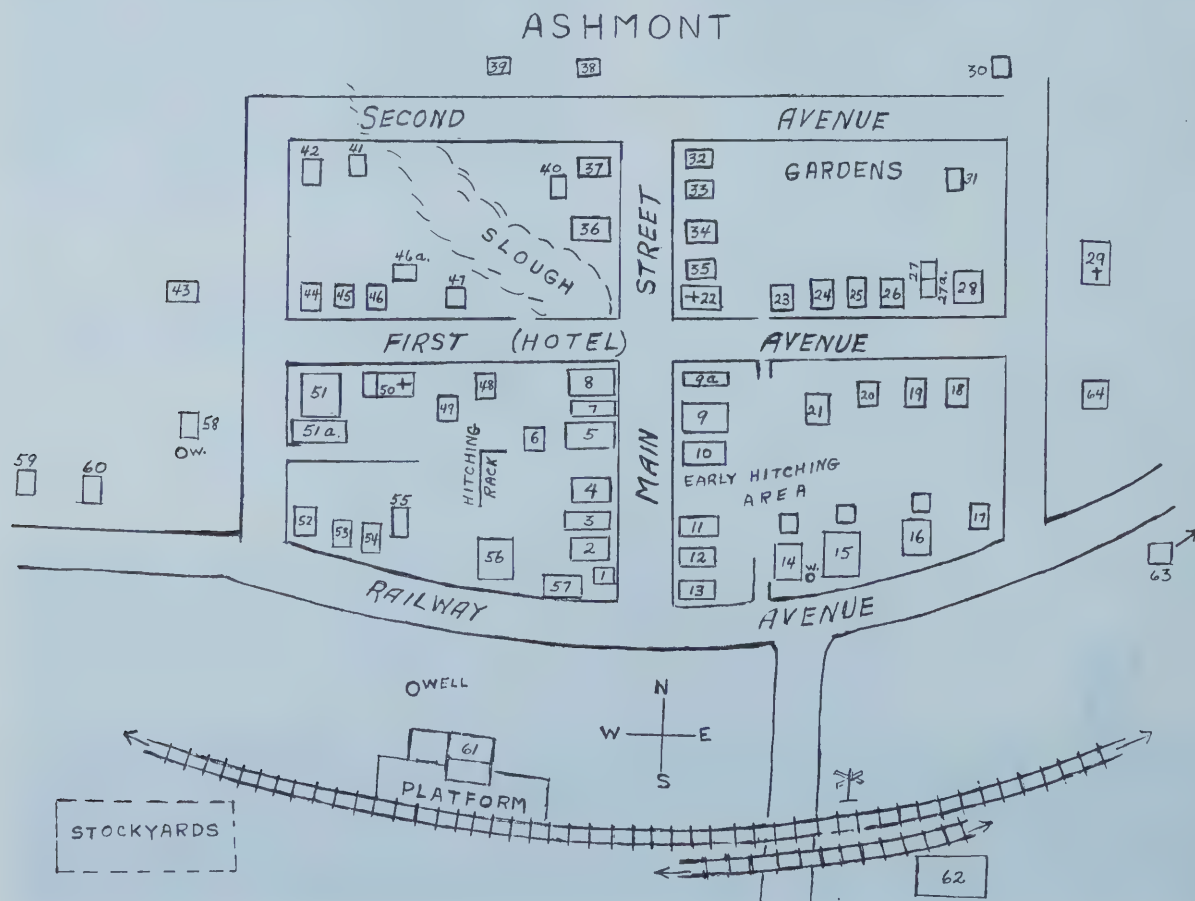 ASHMONT
39 38 30
SECOND AVENUE
42 41 40 37 32 GARDENS
33 31
36 34
SLOUGH
STREET
29
46a. 35 27
43 44 45 46 47 +22 23 24 25 26 27a. 28
FIRST (HOTEL) AVENUE
51 50+ 48 8 9a 20 19 18 64
49 7 9 21
58 51a. 6 5 10
W.
HITCHING RACK
MAIN
EARLY HITCHING
AREA
59 60 55 4
52 53 54 3 11 16 17
56 2 12 14 W. 15
57 1 13 63
RAILWAY AVENUE
WELL
N
W E
S
61
PLATFORM
STOCKYARDS
62